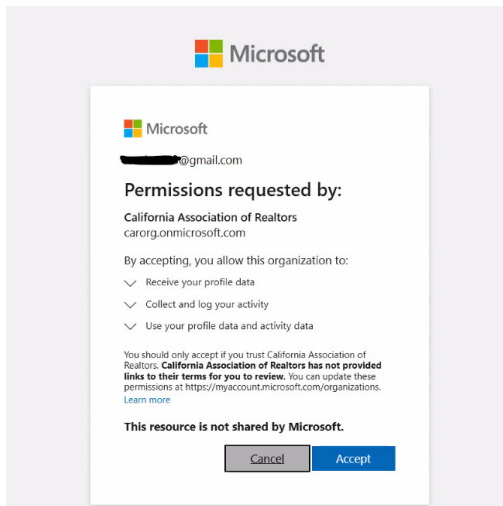 Microsoft
Microsoft
@gmail.com
Permissions requested by:
California Association of Realtors
carorg.onmicrosoft.com
By accepting, you allow this organization to:
Receive your profile data
Collect and log your activity
Use your profile data and activity data
You should only accept if you trust California Association of
Realtors. California Association of Realtors has not provided
links to their terms for you to review. You can update these
permissions at https://myaccount.microsoft.com/organizations.
Learn more
This resource is not shared by Microsoft.
Cancel
Accept